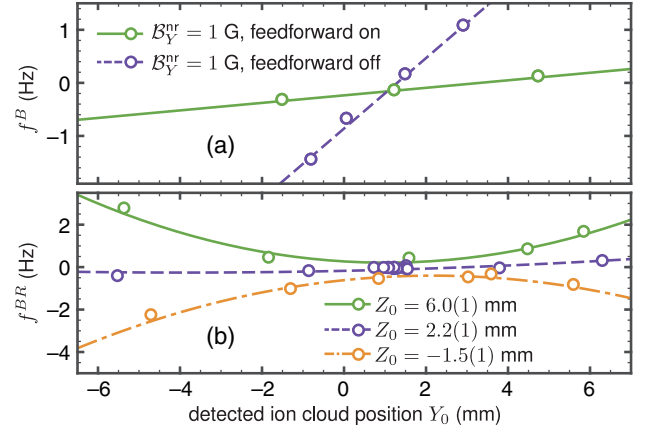 1
0
−1
f^B (Hz)
B_Y^nr = 1 G, feedforward on
B_Y^nr = 1 G, feedforward off
(a)
2
0
−2
−4
f^BR (Hz)
(b)
Z_0 = 6.0(1) mm
Z_0 = 2.2(1) mm
Z_0 = −1.5(1) mm
−6 −4 −2 0 2 4 6
detected ion cloud position Y_0 (mm)